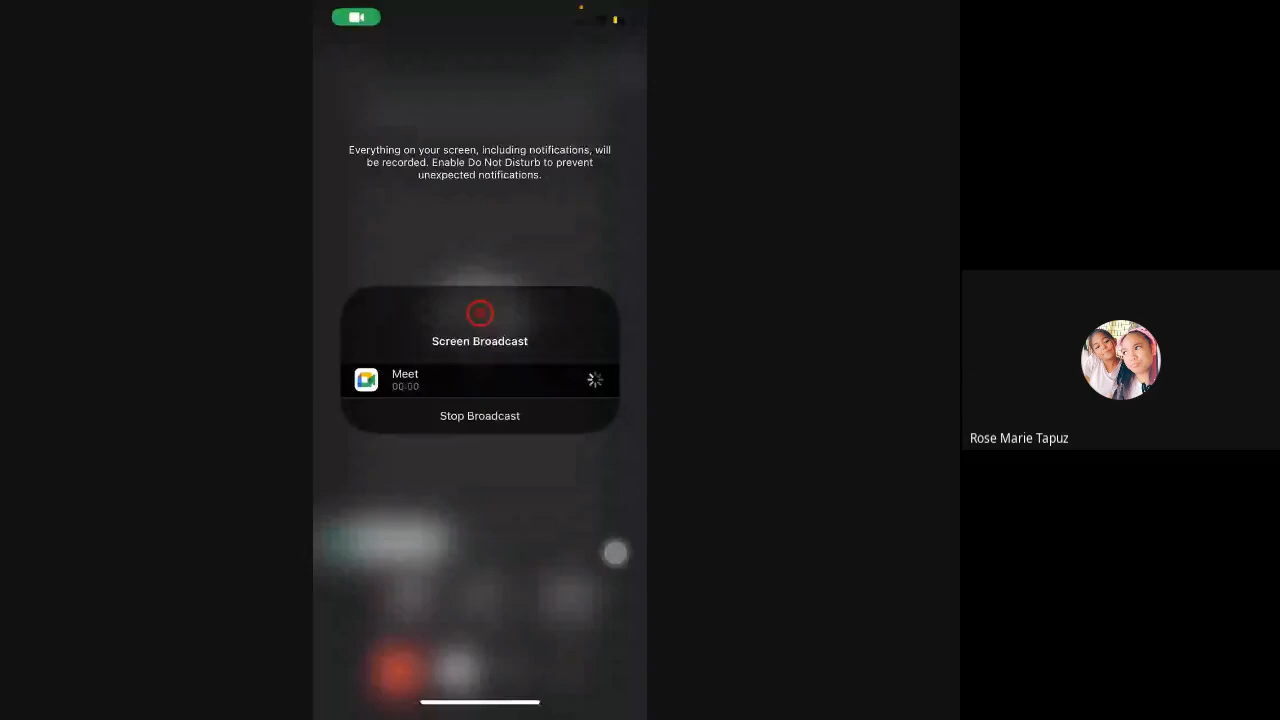 Everything on your screen, including notifications, will
be recorded. Enable Do Not Disturb to prevent
unexpected notifications.
Screen Broadcast
Meet
00:00
Stop Broadcast
Rose Marie Tapuz